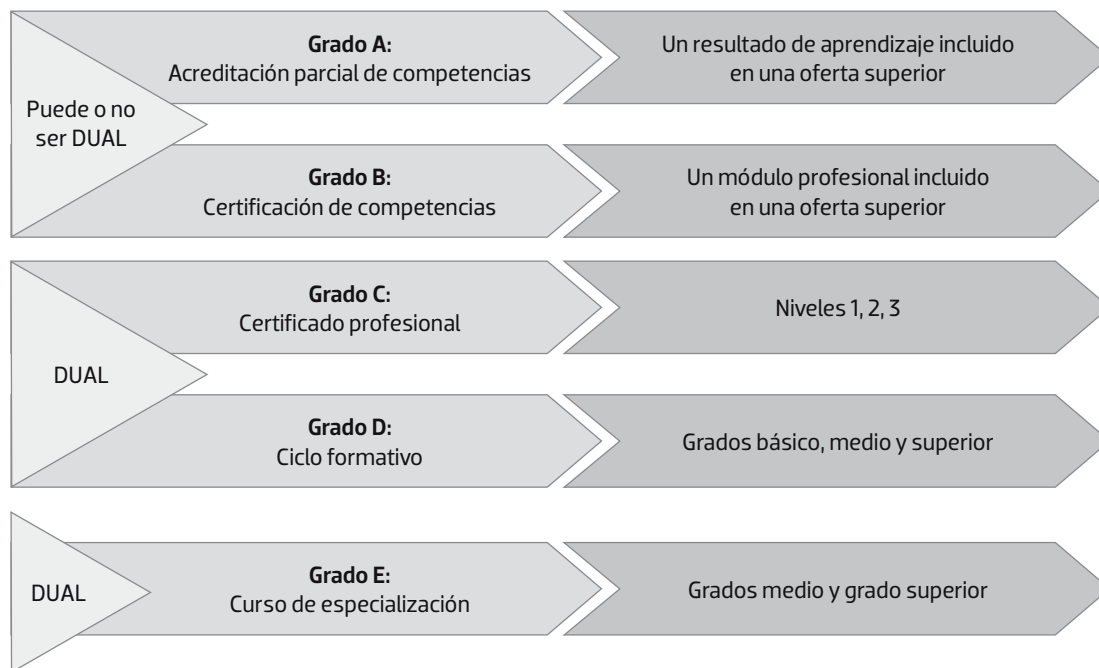 Puede o no
ser DUAL
Grado A:
Acreditación parcial de competencias
Un resultado de aprendizaje incluido
en una oferta superior
Grado B:
Certificación de competencias
Un módulo profesional incluido
en una oferta superior
DUAL
Grado C:
Certificado profesional
Niveles 1, 2, 3
Grado D:
Ciclo formativo
Grados básico, medio y superior
DUAL
Grado E:
Curso de especialización
Grados medio y grado superior